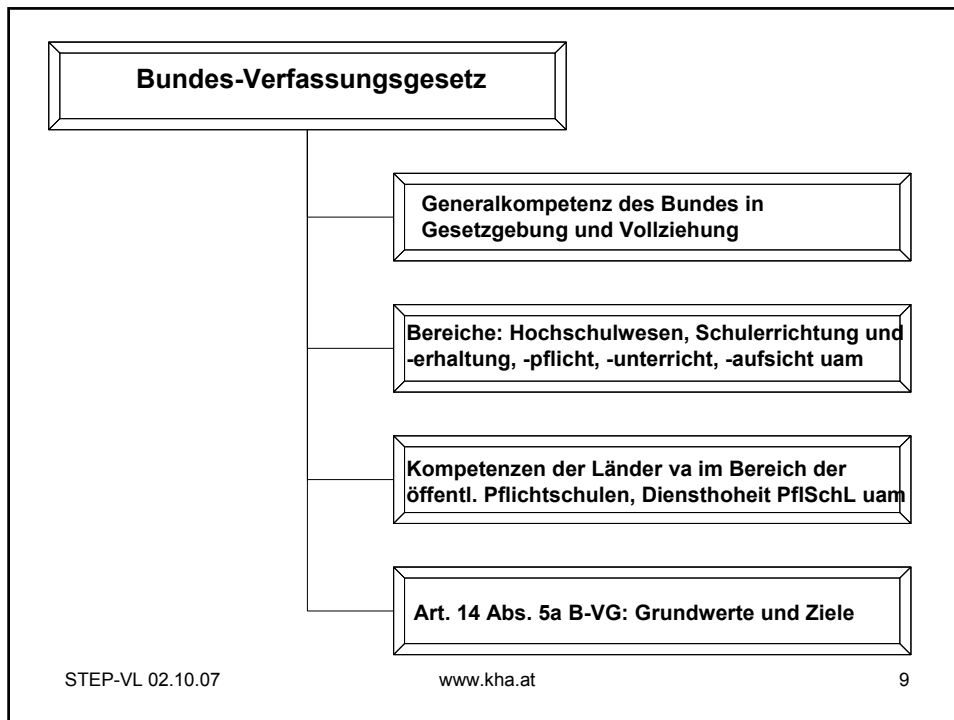 Bundes-Verfassungsgesetz
Generalkompetenz des Bundes in
Gesetzgebung und Vollziehung
Bereiche: Hochschulwesen, Schulerrichtung und
-erhaltung, -pflicht, -unterricht, -aufsicht uam
Kompetenzen der Länder va im Bereich der
öffentl. Pflichtschulen, Diensthoheit PflSchL uam
Art. 14 Abs. 5a B-VG: Grundwerte und Ziele
STEP-VL 02.10.07 www.kha.at 9